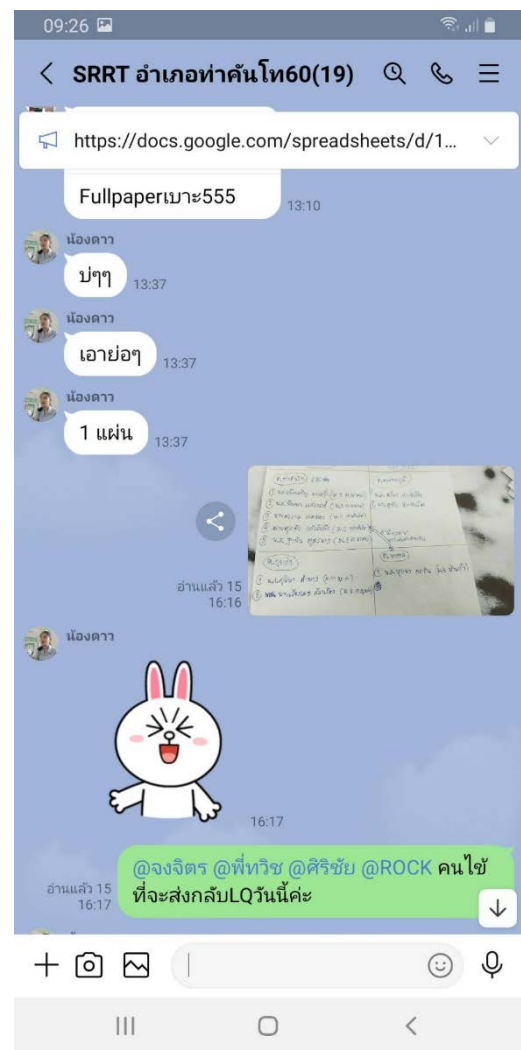 09:26
SRRT อำเภอท่าคันโท60(19)
https://docs.google.com/spreadsheets/d/1...
Fullpaperเบาะ555
13:10
น้องดาว
บ่ๆๆ
13:37
น้องดาว
เอาย่อๆ
13:37
น้องดาว
1 แผ่น
13:37
อ่านแล้ว 15
16:16
น้องดาว
16:17
@จงจิตร @พี่ทวิช @ศิริชัย @ROCK คนไข้
ที่จะส่งกลับLQวันนี้ค่ะ
อ่านแล้ว 15
16:17